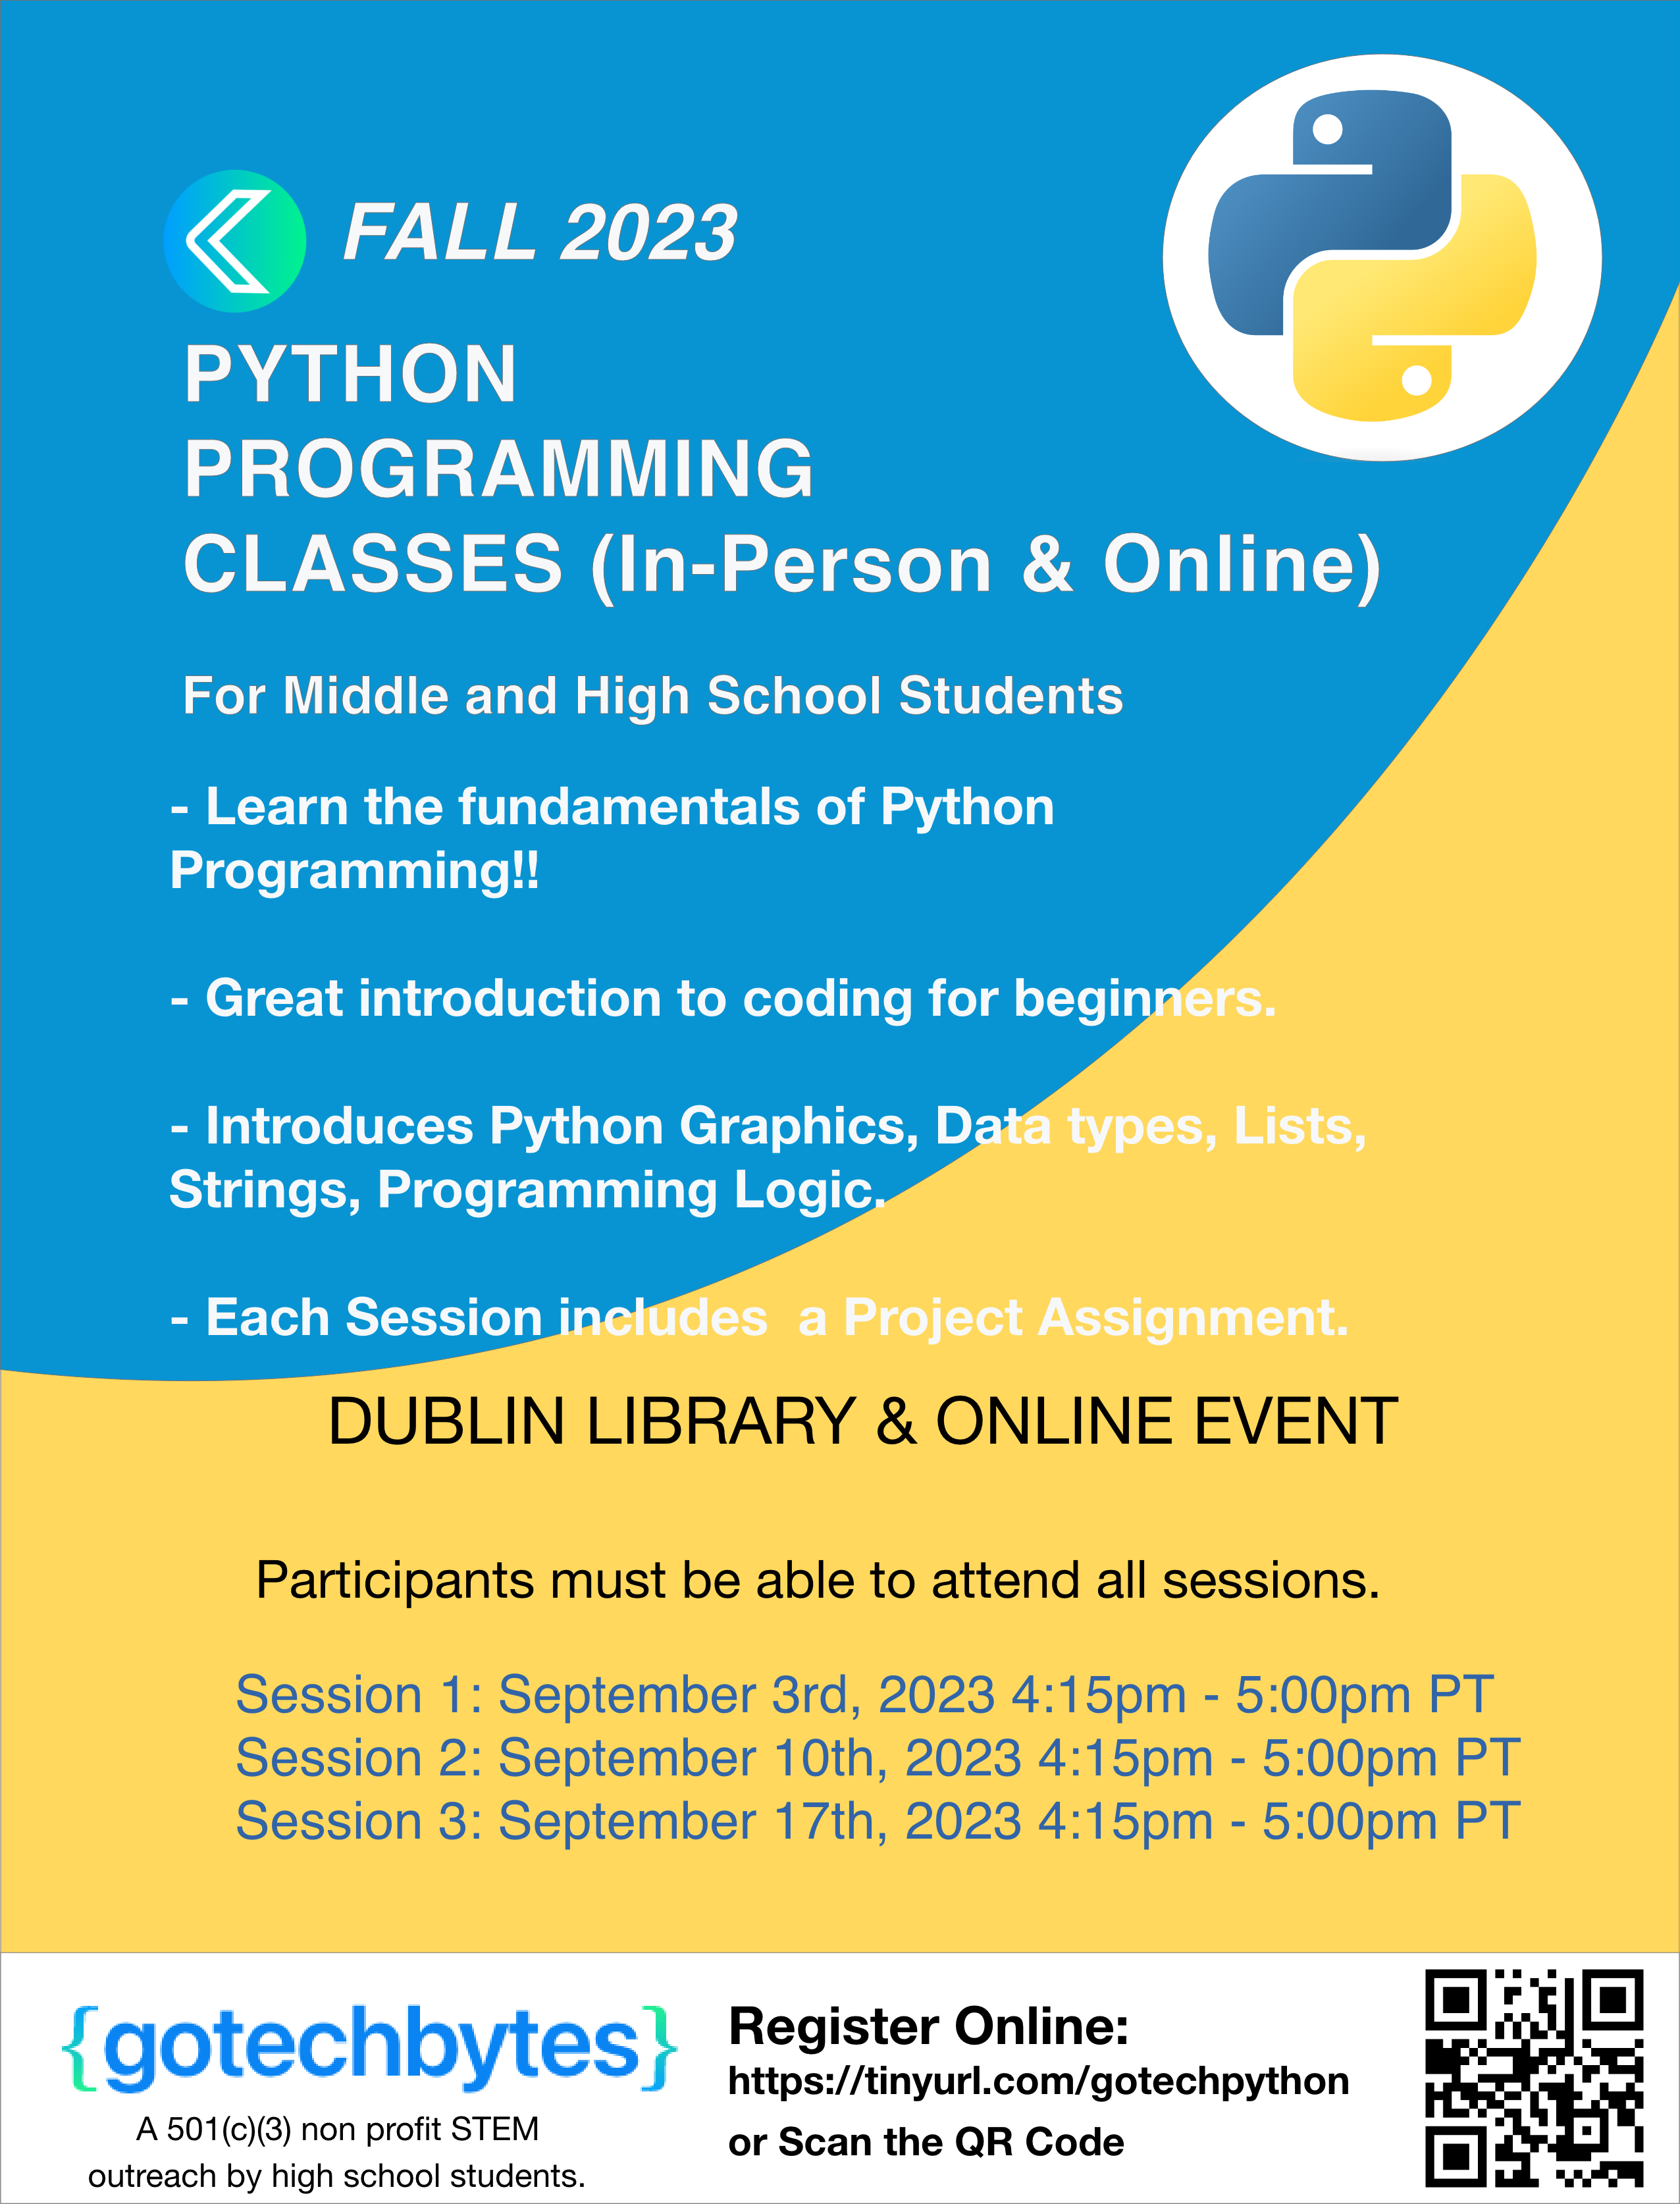 FALL 2023
PYTHON
PROGRAMMING
CLASSES (In-Person & Online)
For Middle and High School Students
- Learn the fundamentals of Python
Programming!!
- Great introduction to coding for beginners.
- Introduces Python Graphics, Data types, Lists,
Strings, Programming Logic.
- Each Session includes  a Project Assignment.
DUBLIN LIBRARY & ONLINE EVENT
Participants must be able to attend all sessions.
Session 1: September 3rd, 2023 4:15pm - 5:00pm PT
Session 2: September 10th, 2023 4:15pm - 5:00pm PT
Session 3: September 17th, 2023 4:15pm - 5:00pm PT
{gotechbytes}
A 501(c)(3) non profit STEM
outreach by high school students.
Register Online:
https://tinyurl.com/gotechpython
or Scan the QR Code